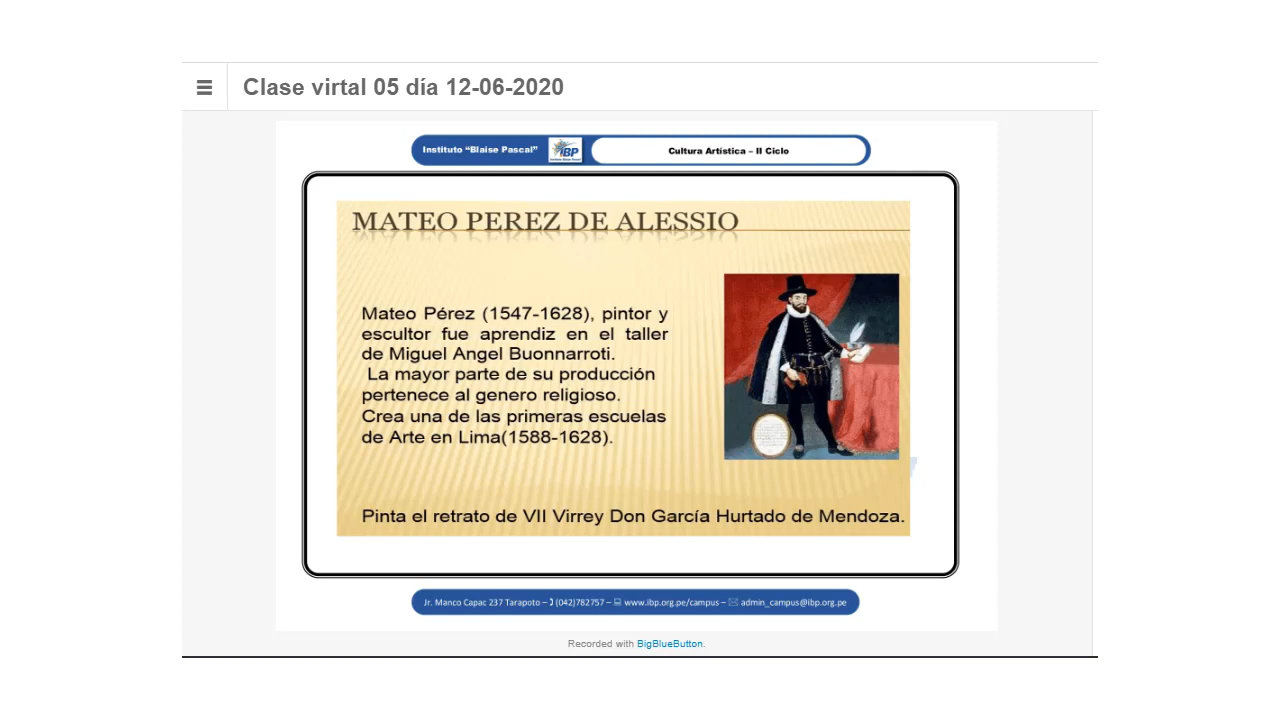 Clase virtal 05 día 12-06-2020
Instituto “Blaise Pascal”
IBP
Cultura Artística – II Ciclo
MATEO PEREZ DE ALESSIO
Mateo Pérez (1547-1628), pintor y
escultor fue aprendiz en el taller
de Miguel Angel Buonnarroti.
La mayor parte de su producción
pertenece al genero religioso.
Crea una de las primeras escuelas
de Arte en Lima(1588-1628).
Pinta el retrato de VII Virrey Don García Hurtado de Mendoza.
Jr. Manco Capac 237 Tarapoto – (042)782757 – www.ibp.org.pe/campus – admin_campus@ibp.org.pe
Recorded with BigBlueButton.